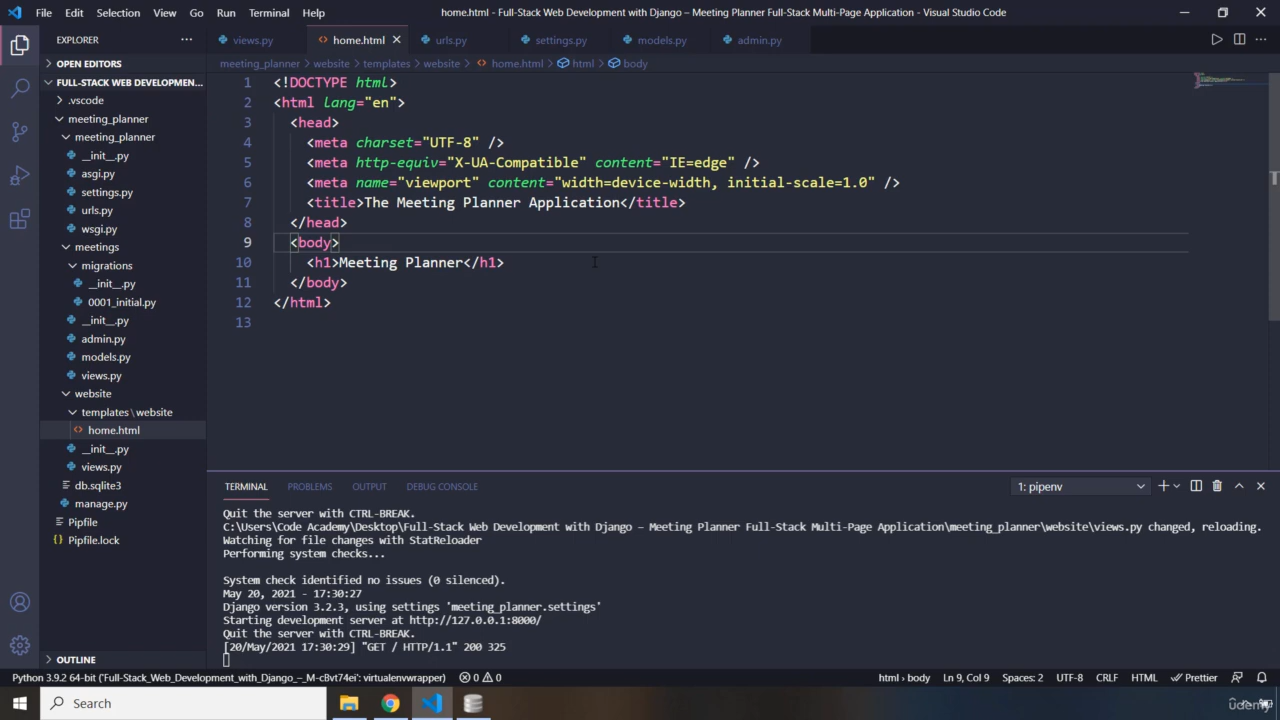 File Edit Selection View Go Run Terminal Help home.html - Full-Stack Web Development with Django – Meeting Planner Full-Stack Multi-Page Application - Visual Studio Code
EXPLORER
views.py home.html urls.py settings.py models.py admin.py
OPEN EDITORS
meeting_planner > website > templates > website > home.html > html > body
FULL-STACK WEB DEVELOPMEN...
.vscode
meeting_planner
meeting_planner
__init__.py
asgi.py
settings.py
urls.py
wsgi.py
meetings
migrations
__init__.py
0001_initial.py
__init__.py
admin.py
models.py
views.py
website
templates \ website
home.html
__init__.py
views.py
db.sqlite3
manage.py
Pipfile
Pipfile.lock
OUTLINE
1 <!DOCTYPE html>
2 <html lang="en">
3 <head>
4 <meta charset="UTF-8" />
5 <meta http-equiv="X-UA-Compatible" content="IE=edge" />
6 <meta name="viewport" content="width=device-width, initial-scale=1.0" />
7 <title>The Meeting Planner Application</title>
8 </head>
9 <body>
10 <h1>Meeting Planner</h1>
11 </body>
12 </html>
13
TERMINAL PROBLEMS OUTPUT DEBUG CONSOLE 1: pipenv
Quit the server with CTRL-BREAK.
C:\Users\Code Academy\Desktop\Full-Stack Web Development with Django – Meeting Planner Full-Stack Multi-Page Application\meeting_planner\website\views.py changed, reloading.
Watching for file changes with StatReloader
Performing system checks...
System check identified no issues (0 silenced).
May 20, 2021 - 17:30:27
Django version 3.2.3, using settings 'meeting_planner.settings'
Starting development server at http://127.0.0.1:8000/
Quit the server with CTRL-BREAK.
[20/May/2021 17:30:29] "GET / HTTP/1.1" 200 325
Python 3.9.2 64-bit ('Full-Stack_Web_Development_with_Django_–_M-c8vt74ei': virtualenvwrapper) 0 0 html › body Ln 9, Col 9 Spaces: 2 UTF-8 CRLF HTML Prettier
Search
udemy